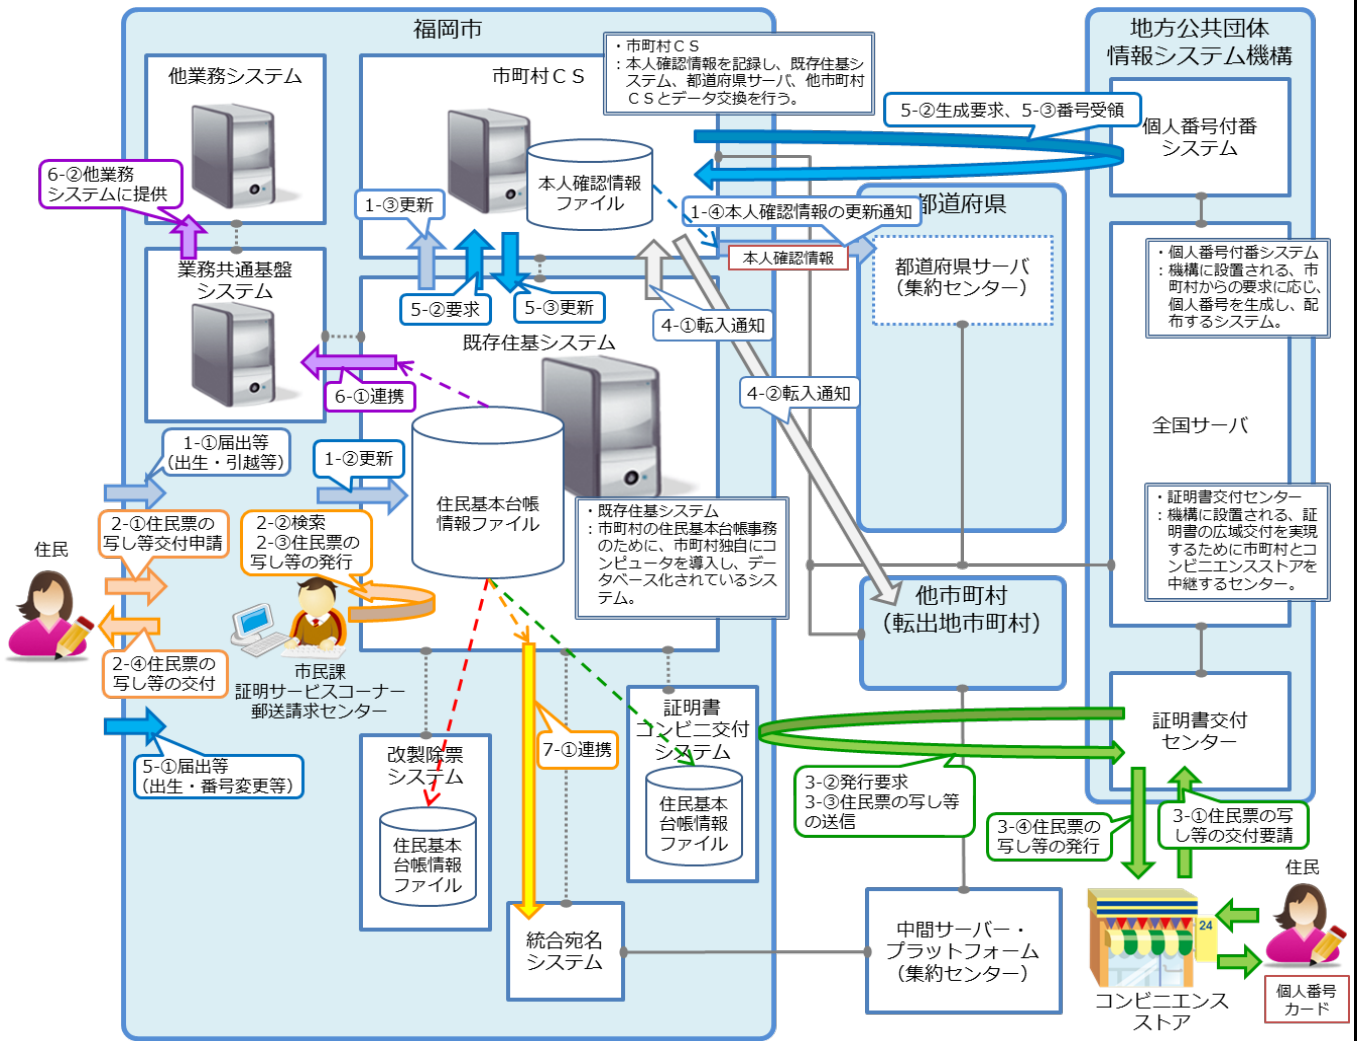 福岡市
地方公共団体
情報システム機構
他業務システム
市町村ＣＳ
・市町村ＣＳ
：本人確認情報を記録し、既存住基シ
ステム、都道府県サーバ、他市町村
ＣＳとデータ交換を行う。
5-②生成要求、5-③番号受領
個人番号付番
システム
6-②他業務
システムに提供
本人確認情報
ファイル
1-③更新
1-④本人確認情報の更新通知
都道府県
本人確認情報
都道府県サーバ
（集約センター）
・個人番号付番システム
：機構に設置される、市
町村からの要求に応じ、
個人番号を生成し、配
布するシステム。
業務共通基盤
システム
5-②要求
5-③更新
4-①転入通知
既存住基システム
6-①連携
4-②転入通知
全国サーバ
1-①届出等
（出生・引越等）
1-②更新
住民基本台帳
情報ファイル
・既存住基システム
：市町村の住民基本台帳事務
のために、市町村独自にコ
ンピュータを導入し、デー
タベース化されているシス
テム。
・証明書交付センター
：機構に設置される、証
明書の広域交付を実現
するために市町村とコ
ンビニエンスストアを
中継するセンター。
住民
2-①住民票の
写し等交付申請
2-②検索
2-③住民票の
写し等の発行
他市町村
（転出地市町村）
2-④住民票の
写し等の交付
市民課
証明サービスコーナー
郵送請求センター
5-①届出等
（出生・番号変更等）
改製除票
システム
住民基本
台帳情報
ファイル
7-①連携
証明書
コンビニ交付
システム
住民基本
台帳情報
ファイル
証明書交付
センター
3-②発行要求
3-③住民票の写し等
の送信
3-④住民票の
写し等の発行
3-①住民票の写
し等の交付要請
住民
統合宛名
システム
中間サーバー・
プラットフォーム
（集約センター）
24
コンビニエンス
ストア
個人番号
カード